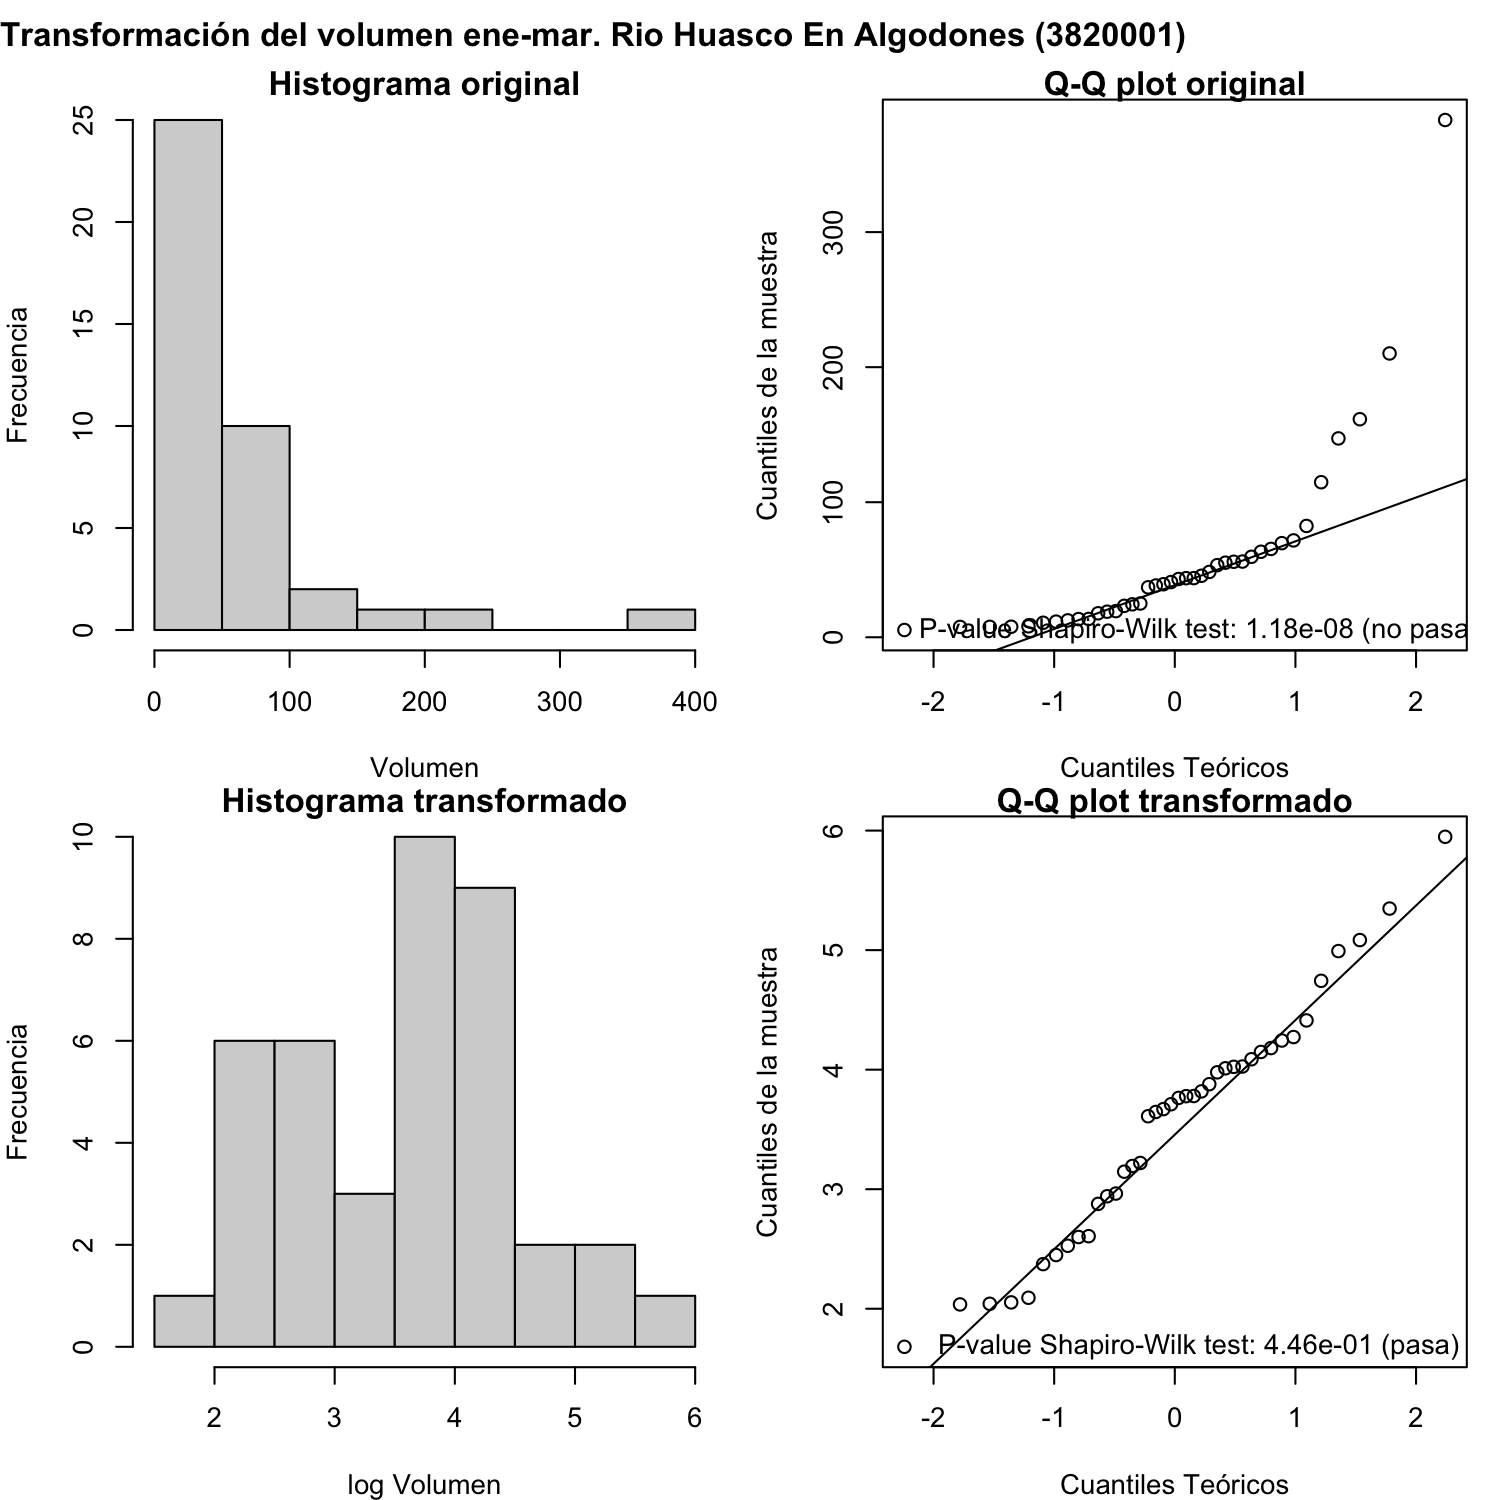 Transformación del volumen ene-mar. Rio Huasco En Algodones (3820001)
Histograma original
25
20
15
10
5
0
Frecuencia
0 100 200 300 400
Volumen
Q-Q plot original
300
200
100
0
Cuantiles de la muestra
P-value Shapiro-Wilk test: 1.18e-08 (no pasa
-2 -1 0 1 2
Cuantiles Teóricos
Histograma transformado
10
8
6
4
2
0
Frecuencia
2 3 4 5 6
log Volumen
Q-Q plot transformado
6
5
4
3
2
Cuantiles de la muestra
P-value Shapiro-Wilk test: 4.46e-01 (pasa)
-2 -1 0 1 2
Cuantiles Teóricos